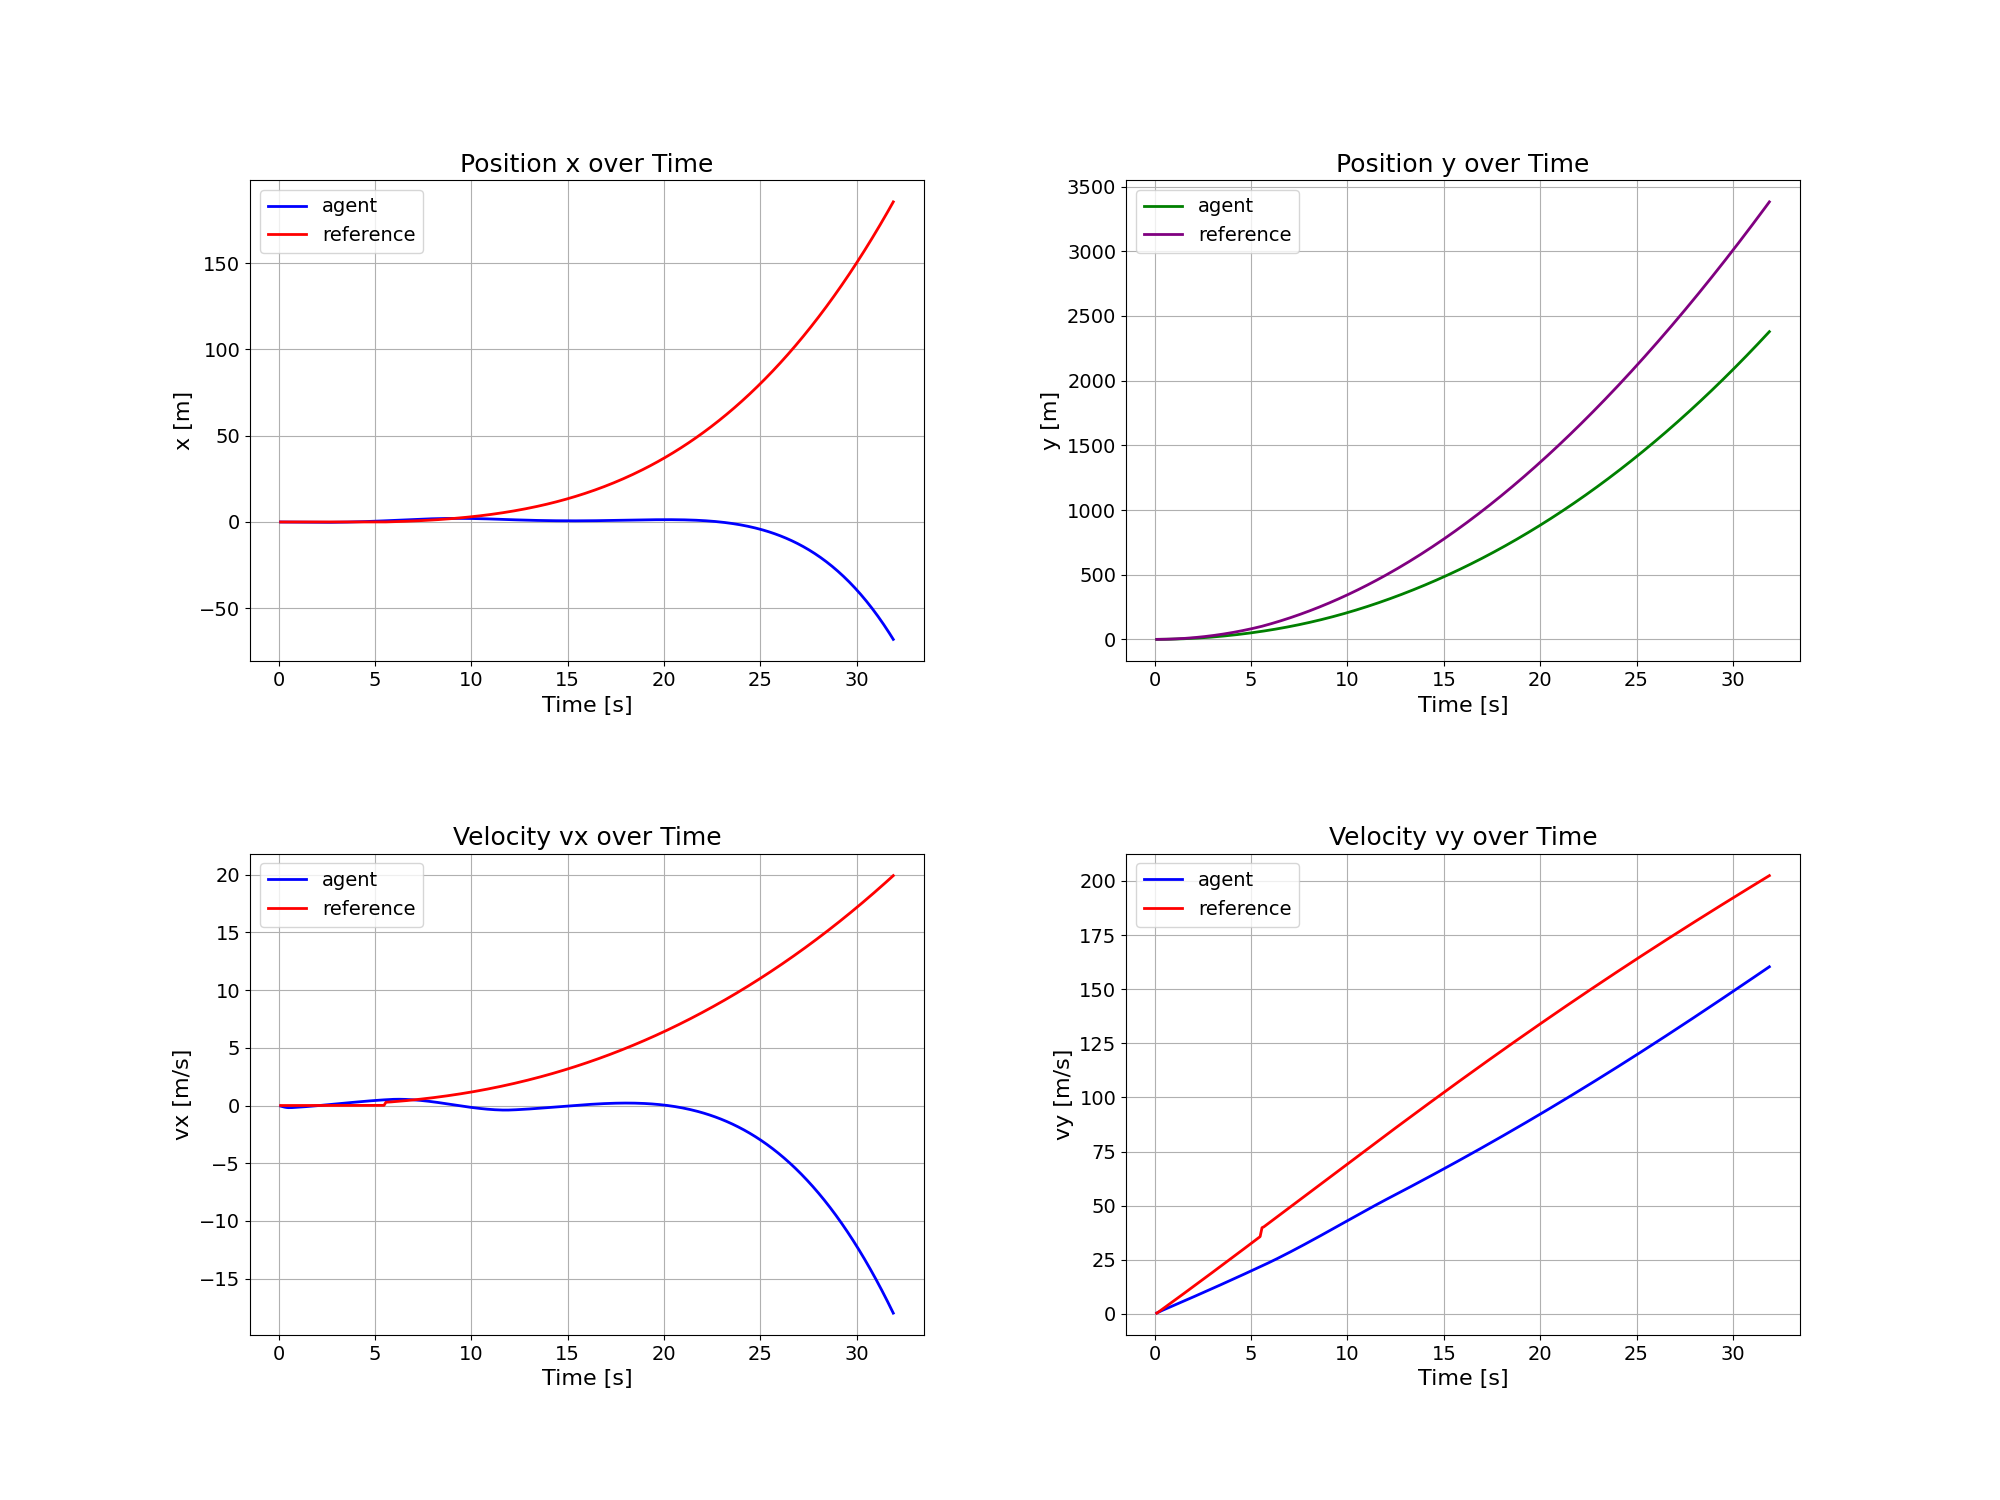 Position x over Time
agent
reference
150
100
50
0
−50
x [m]
0 5 10 15 20 25 30
Time [s]
Position y over Time
agent
reference
3500
3000
2500
2000
1500
1000
500
0
y [m]
0 5 10 15 20 25 30
Time [s]
Velocity vx over Time
agent
reference
20
15
10
5
0
−5
−10
−15
vx [m/s]
0 5 10 15 20 25 30
Time [s]
Velocity vy over Time
agent
reference
200
175
150
125
100
75
50
25
0
vy [m/s]
0 5 10 15 20 25 30
Time [s]